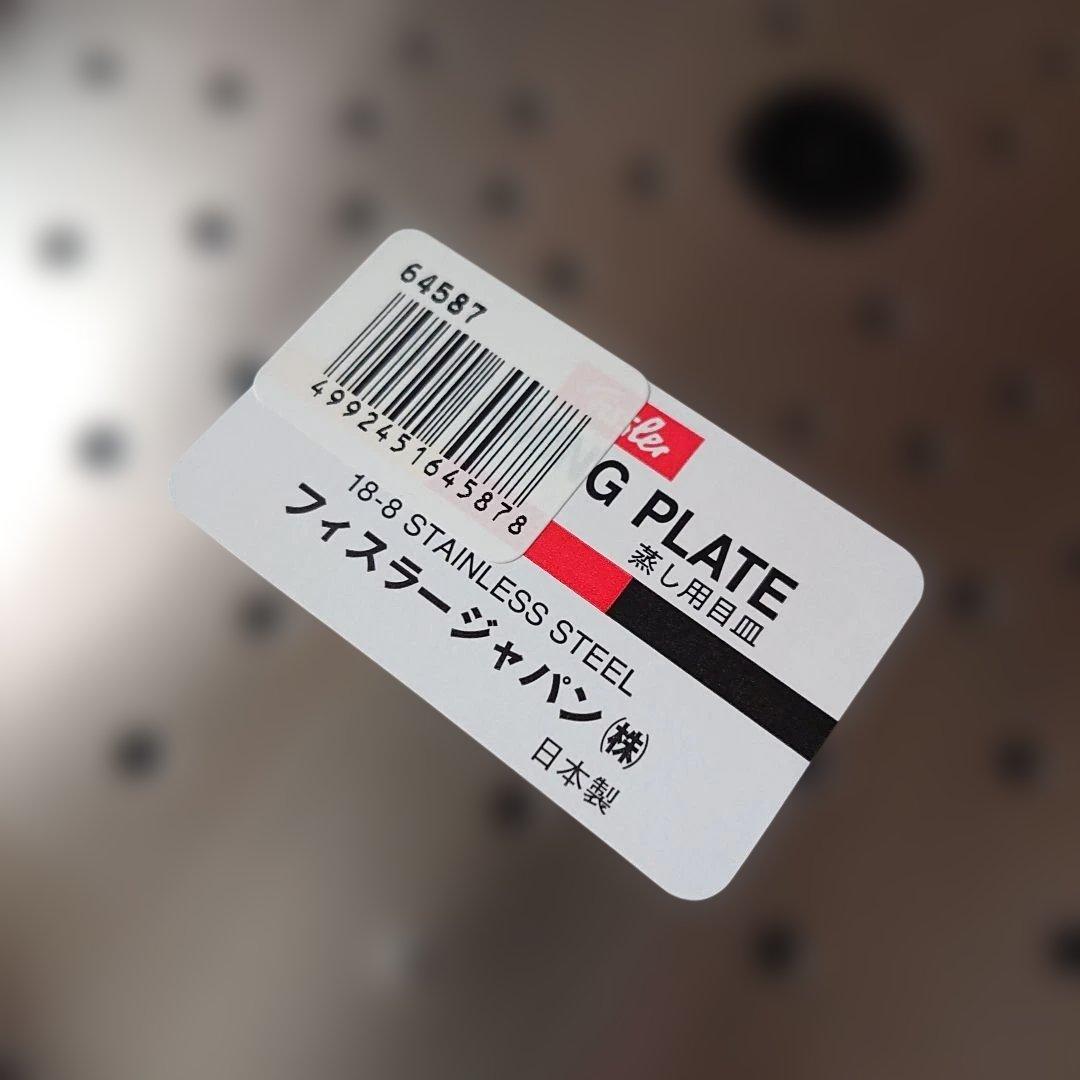 64587
4992451645878
sler
G PLATE
蒸し用目皿
18-8 STAINLESS STEEL
フィスラージャパン㈱
日本製